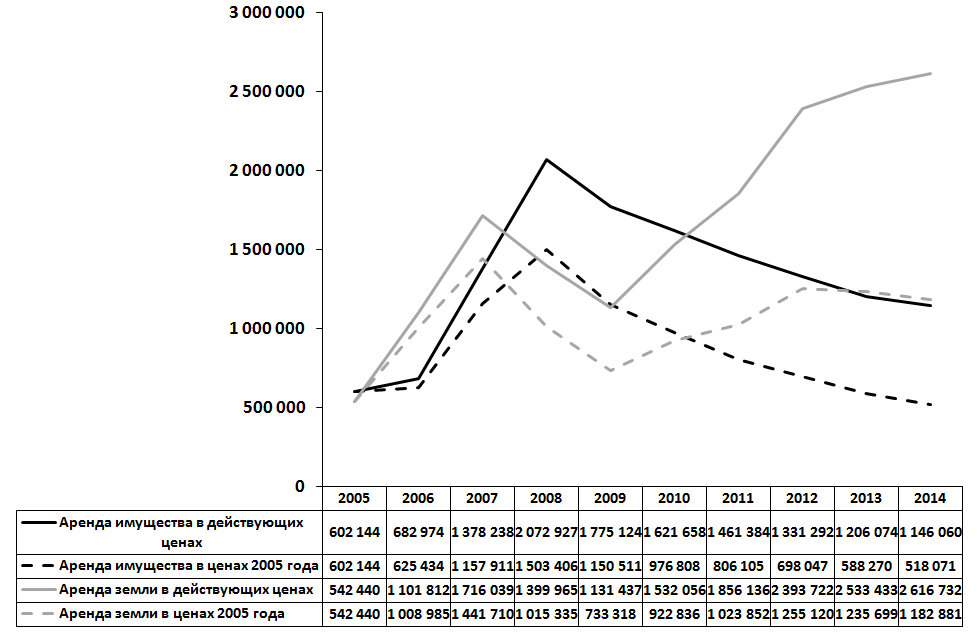 3 000 000
2 500 000
2 000 000
1 500 000
1 000 000
500 000
0
2005 2006 2007 2008 2009 2010 2011 2012 2013 2014
Аренда имущества в действующих
ценах
602 144 682 974 1 378 238 2 072 927 1 775 124 1 621 658 1 461 384 1 331 292 1 206 074 1 146 060
Аренда имущества в ценах 2005 года 602 144 625 434 1 157 911 1 503 406 1 150 511 976 808 806 105 698 047 588 270 518 071
Аренда земли в действующих ценах 542 440 1 101 812 1 716 039 1 399 965 1 131 437 1 532 056 1 856 136 2 393 722 2 533 433 2 616 732
Аренда земли в ценах 2005 года 542 440 1 008 985 1 441 710 1 015 335 733 318 922 836 1 023 852 1 255 120 1 235 699 1 182 881